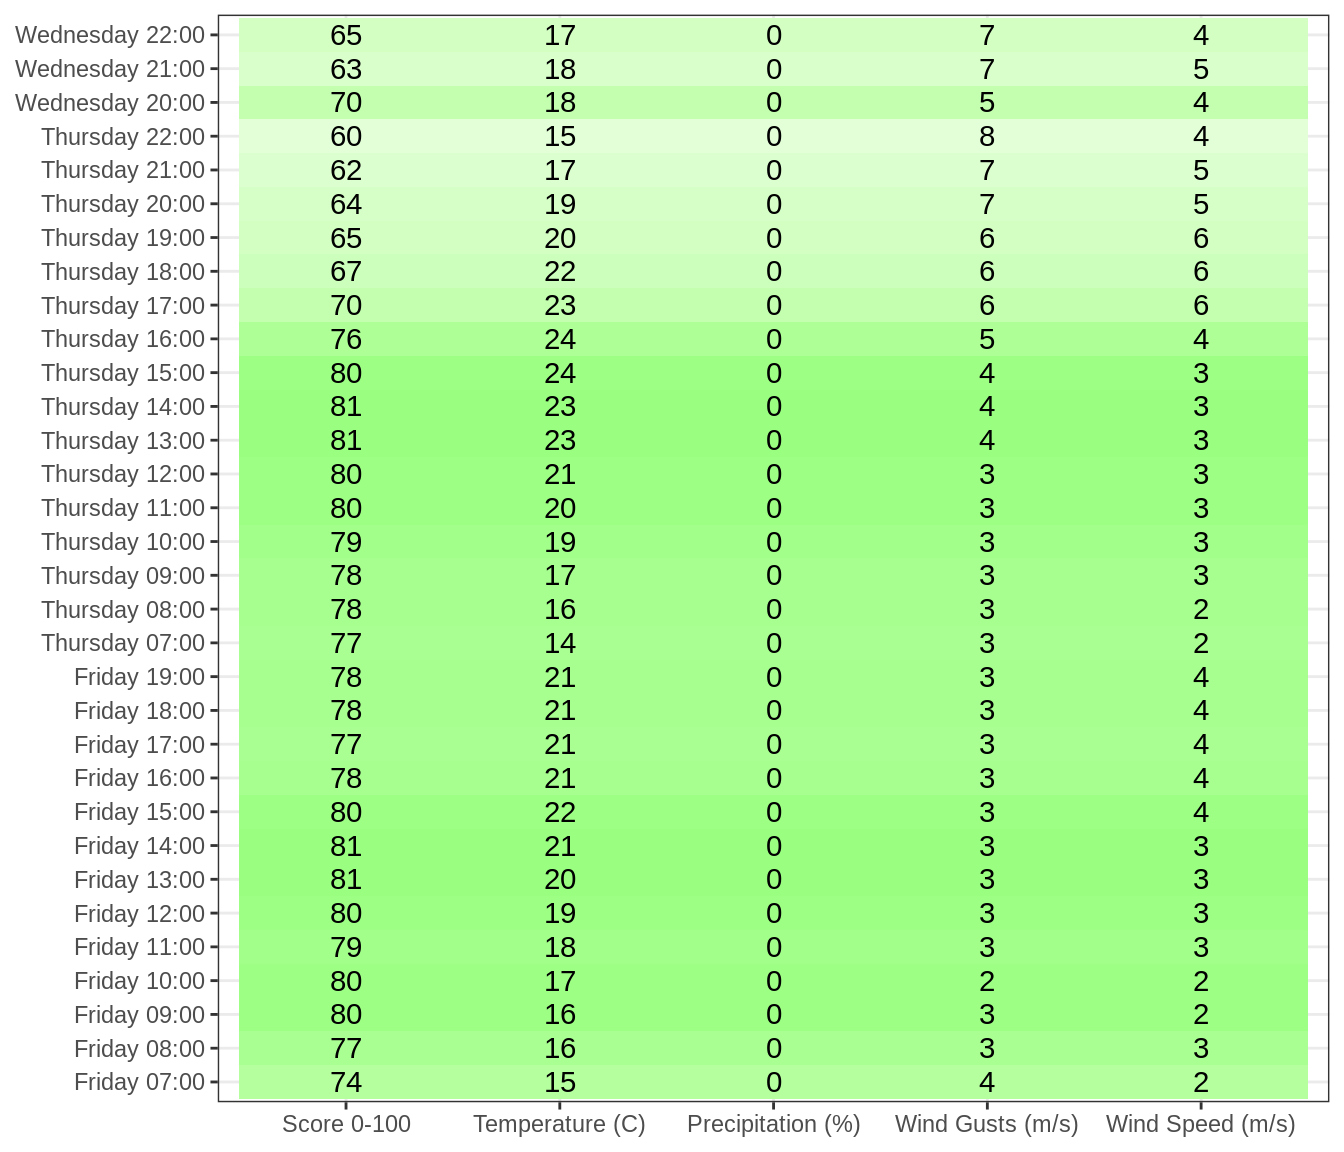 Wednesday 22:00 65 17 0 7 4
Wednesday 21:00 63 18 0 7 5
Wednesday 20:00 70 18 0 5 4
Thursday 22:00 60 15 0 8 4
Thursday 21:00 62 17 0 7 5
Thursday 20:00 64 19 0 7 5
Thursday 19:00 65 20 0 6 6
Thursday 18:00 67 22 0 6 6
Thursday 17:00 70 23 0 6 6
Thursday 16:00 76 24 0 5 4
Thursday 15:00 80 24 0 4 3
Thursday 14:00 81 23 0 4 3
Thursday 13:00 81 23 0 4 3
Thursday 12:00 80 21 0 3 3
Thursday 11:00 80 20 0 3 3
Thursday 10:00 79 19 0 3 3
Thursday 09:00 78 17 0 3 3
Thursday 08:00 78 16 0 3 2
Thursday 07:00 77 14 0 3 2
Friday 19:00 78 21 0 3 4
Friday 18:00 78 21 0 3 4
Friday 17:00 77 21 0 3 4
Friday 16:00 78 21 0 3 4
Friday 15:00 80 22 0 3 4
Friday 14:00 81 21 0 3 3
Friday 13:00 81 20 0 3 3
Friday 12:00 80 19 0 3 3
Friday 11:00 79 18 0 3 3
Friday 10:00 80 17 0 2 2
Friday 09:00 80 16 0 3 2
Friday 08:00 77 16 0 3 3
Friday 07:00 74 15 0 4 2
Score 0-100 Temperature (C) Precipitation (%) Wind Gusts (m/s) Wind Speed (m/s)